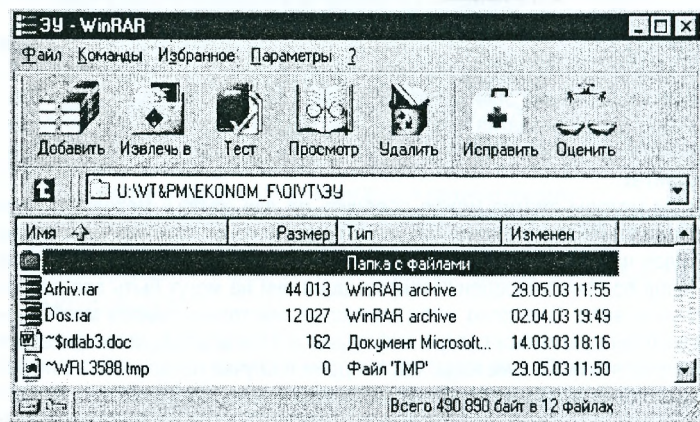 ЭУ - WinRAR
Файл Команды Избранное Параметры ?
Добавить Извлечь в Тест Просмотр Удалить Исправить Оценить
U:\VT&PM\EKONOM_F\OIVT\ЭУ
Имя Размер Тип Изменен
Папка с файлами
Arhiv.rar 44 013 WinRAR archive 29.05.03 11:55
Dos.rar 12 027 WinRAR archive 02.04.03 19:49
~$rdlab3.doc 162 Документ Microsoft... 14.03.03 18:16
~WRL3588.tmp 0 Файл 'TMP' 29.05.03 11:50
Всего 490 890 байт в 12 файлах